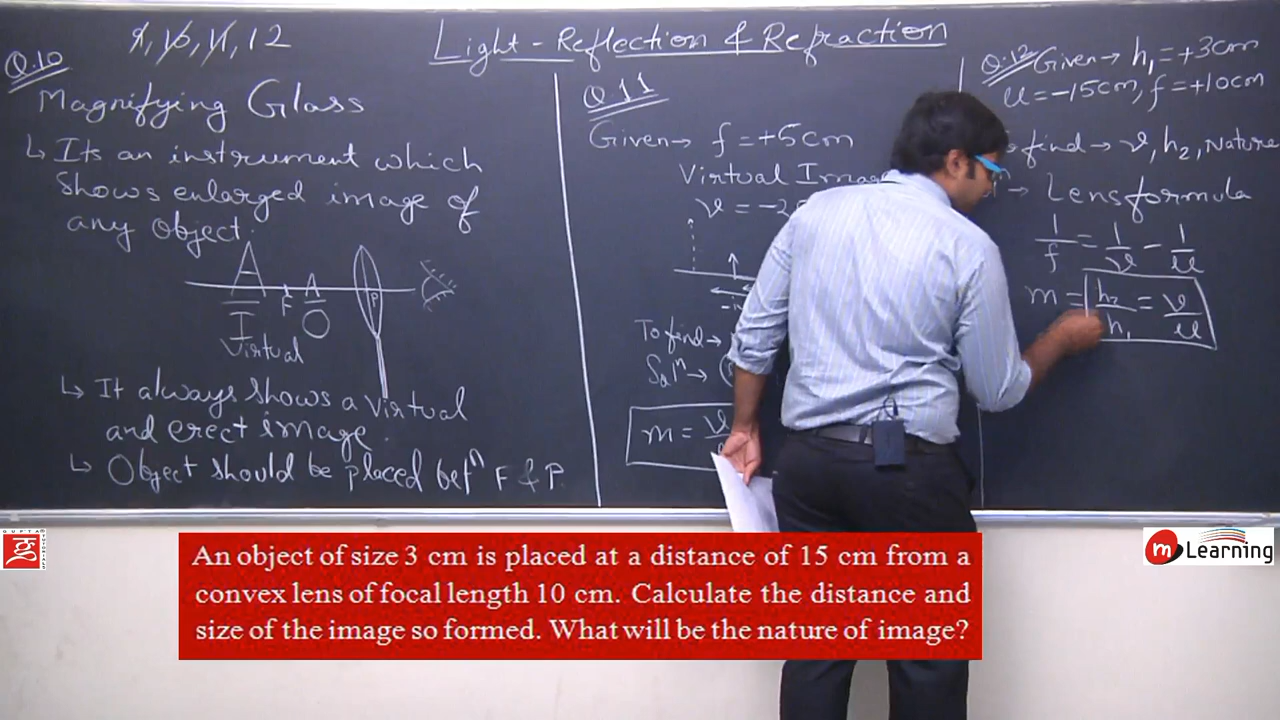 1, 10, 11, 12
Light - Reflection & Refraction
Q.10
Magnifying Glass
↳ Its an instrument which
shows enlarged image of
any object.
F
P
I
O
Virtual
↳ It always shows a virtual
and erect image.
↳ Object should be placed betⁿ F & P.
Q.11
Given → f = +5cm
Virtual Imag
v = -2
To find →
Solⁿ →
m = v
Q.12 Given → h₁ = +3cm
u = -15cm, f = +10cm
find → v, h₂, Nature
→ Lens formula
1/f = 1/v - 1/u
m = h₂/h₁ = v/u
GUPTA
TUTORIALS
m Learning
An object of size 3 cm is placed at a distance of 15 cm from a
convex lens of focal length 10 cm. Calculate the distance and
size of the image so formed. What will be the nature of image?